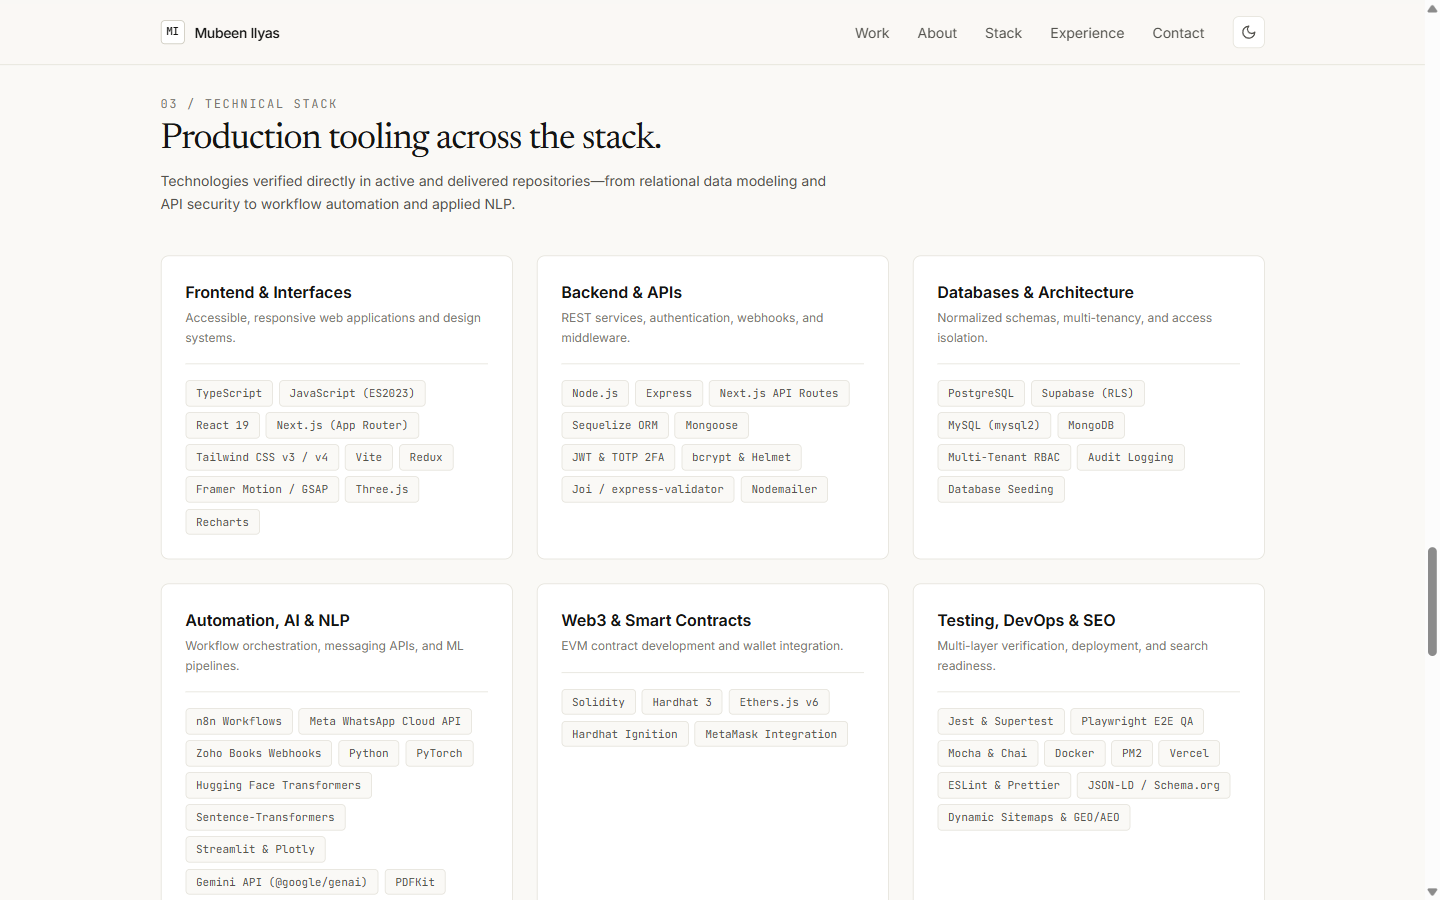 MI
Mubeen Ilyas
Work
About
Stack
Experience
Contact
03 / TECHNICAL STACK
Production tooling across the stack.
Technologies verified directly in active and delivered repositories—from relational data modeling and
API security to workflow automation and applied NLP.
Frontend & Interfaces
Accessible, responsive web applications and design
systems.
TypeScript
JavaScript (ES2023)
React 19
Next.js (App Router)
Tailwind CSS v3 / v4
Vite
Redux
Framer Motion / GSAP
Three.js
Recharts
Backend & APIs
REST services, authentication, webhooks, and
middleware.
Node.js
Express
Next.js API Routes
Sequelize ORM
Mongoose
JWT & TOTP 2FA
bcrypt & Helmet
Joi / express-validator
Nodemailer
Databases & Architecture
Normalized schemas, multi-tenancy, and access
isolation.
PostgreSQL
Supabase (RLS)
MySQL (mysql2)
MongoDB
Multi-Tenant RBAC
Audit Logging
Database Seeding
Automation, AI & NLP
Workflow orchestration, messaging APIs, and ML
pipelines.
n8n Workflows
Meta WhatsApp Cloud API
Zoho Books Webhooks
Python
PyTorch
Hugging Face Transformers
Sentence-Transformers
Streamlit & Plotly
Gemini API (@google/genai)
PDFKit
Web3 & Smart Contracts
EVM contract development and wallet integration.
Solidity
Hardhat 3
Ethers.js v6
Hardhat Ignition
MetaMask Integration
Testing, DevOps & SEO
Multi-layer verification, deployment, and search
readiness.
Jest & Supertest
Playwright E2E QA
Mocha & Chai
Docker
PM2
Vercel
ESLint & Prettier
JSON-LD / Schema.org
Dynamic Sitemaps & GEO/AEO